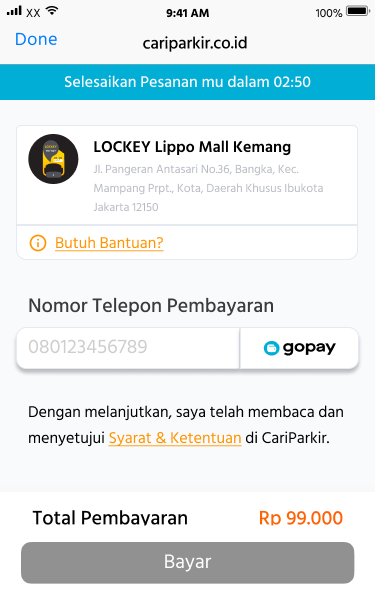 XX 9:41 AM 100%
Done cariparkir.co.id
Selesaikan Pesanan mu dalam 02:50
LOCKEY Lippo Mall Kemang
Jl. Pangeran Antasari No.36, Bangka, Kec.
Mampang Prpt., Kota, Daerah Khusus Ibukota
Jakarta 12150
Butuh Bantuan?
Nomor Telepon Pembayaran
080123456789 gopay
Dengan melanjutkan, saya telah membaca dan
menyetujui Syarat & Ketentuan di CariParkir.
Total Pembayaran Rp 99.000
Bayar